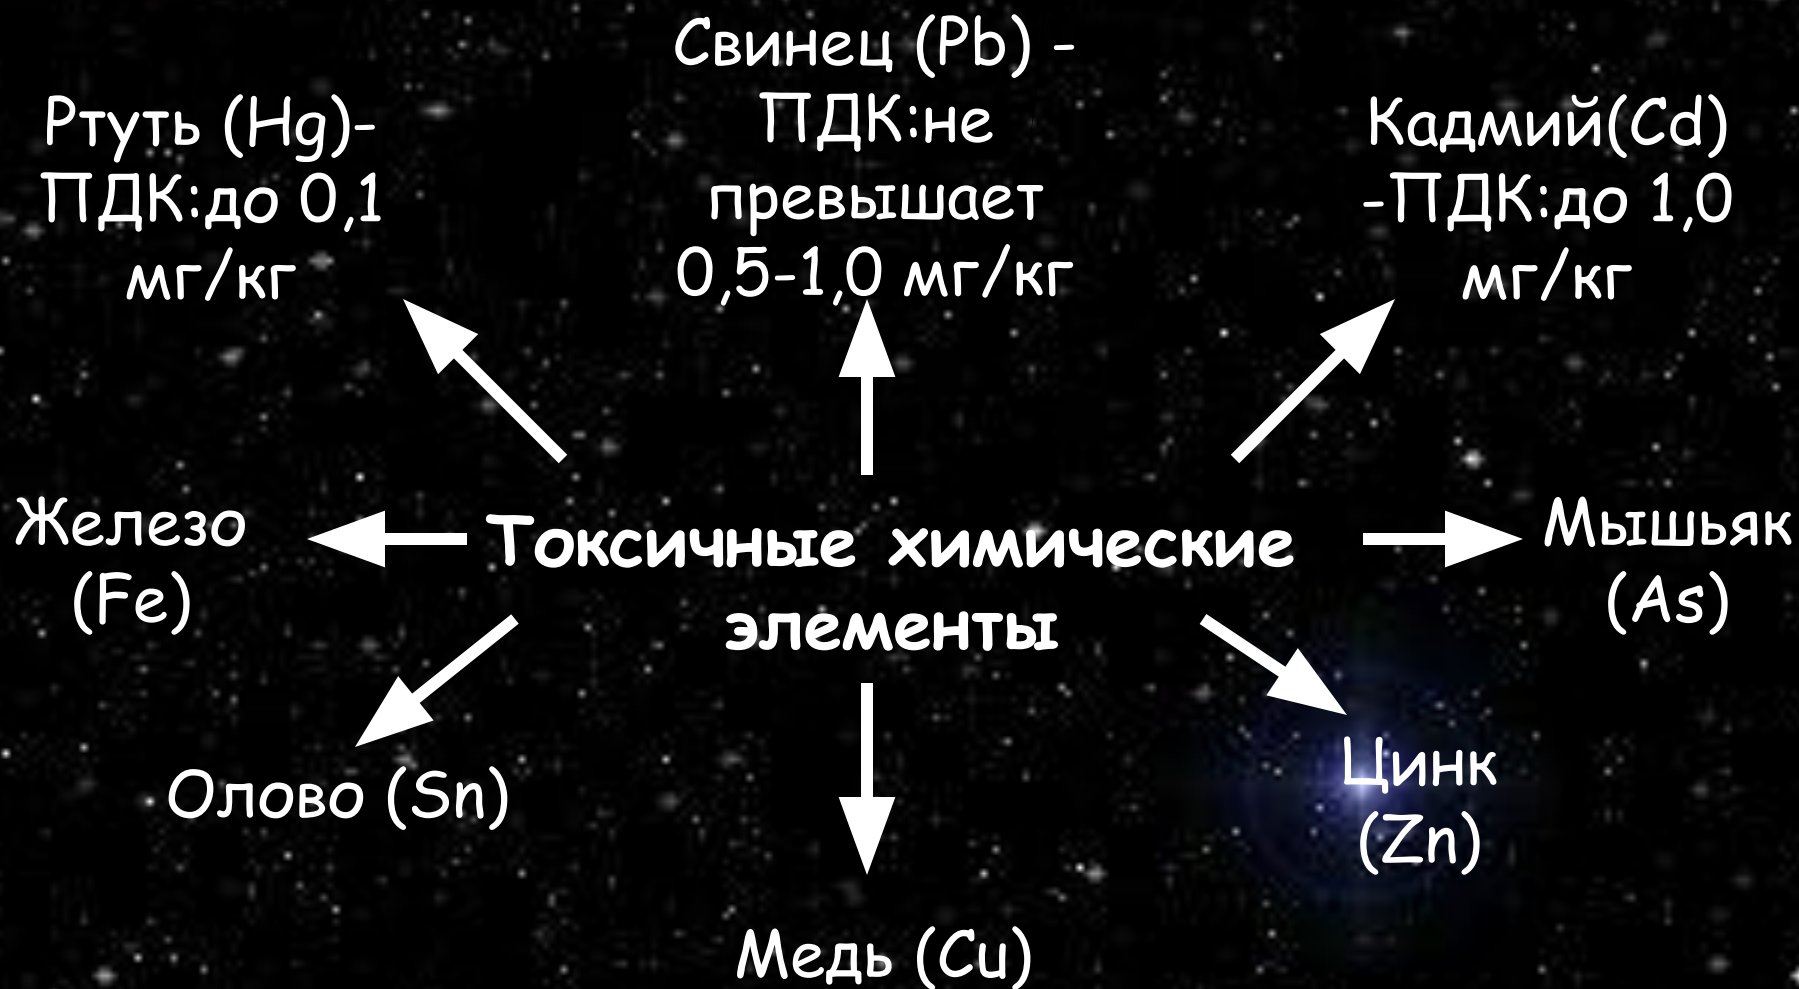 Свинец (Pb) -
ПДК:не
превышает
0,5-1,0 мг/кг
Ртуть (Hg)-
ПДК:до 0,1
мг/кг
Кадмий(Cd)
-ПДК:до 1,0
мг/кг
Железо
(Fe)
Токсичные химические
элементы
Мышьяк
(As)
Олово (Sn)
Цинк
(Zn)
Медь (Cu)